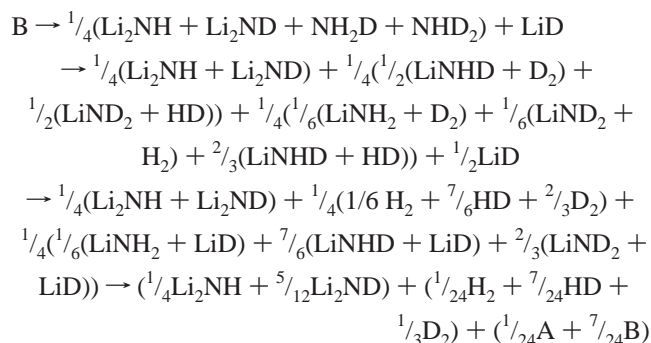 B → ¹/₄(Li₂NH + Li₂ND + NH₂D + NHD₂) + LiD
→ ¹/₄(Li₂NH + Li₂ND) + ¹/₄(¹/₂(LiNHD + D₂) +
¹/₂(LiND₂ + HD)) + ¹/₄(¹/₆(LiNH₂ + D₂) + ¹/₆(LiND₂ +
H₂) + ²/₃(LiNHD + HD)) + ¹/₂LiD
→ ¹/₄(Li₂NH + Li₂ND) + ¹/₄(1/6 H₂ + ⁷/₆HD + ²/₃D₂) +
¹/₄(¹/₆(LiNH₂ + LiD) + ⁷/₆(LiNHD + LiD) + ²/₃(LiND₂ +
LiD)) → (¹/₄Li₂NH + ⁵/₁₂Li₂ND) + (¹/₂₄H₂ + ⁷/₂₄HD +
¹/₃D₂) + (¹/₂₄A + ⁷/₂₄B)